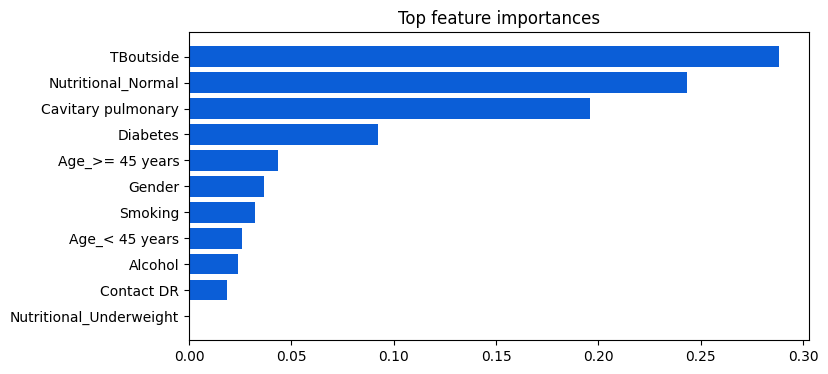 Top feature importances
TBoutside
Nutritional_Normal
Cavitary pulmonary
Diabetes
Age_>= 45 years
Gender
Smoking
Age_< 45 years
Alcohol
Contact DR
Nutritional_Underweight
0.00 0.05 0.10 0.15 0.20 0.25 0.30